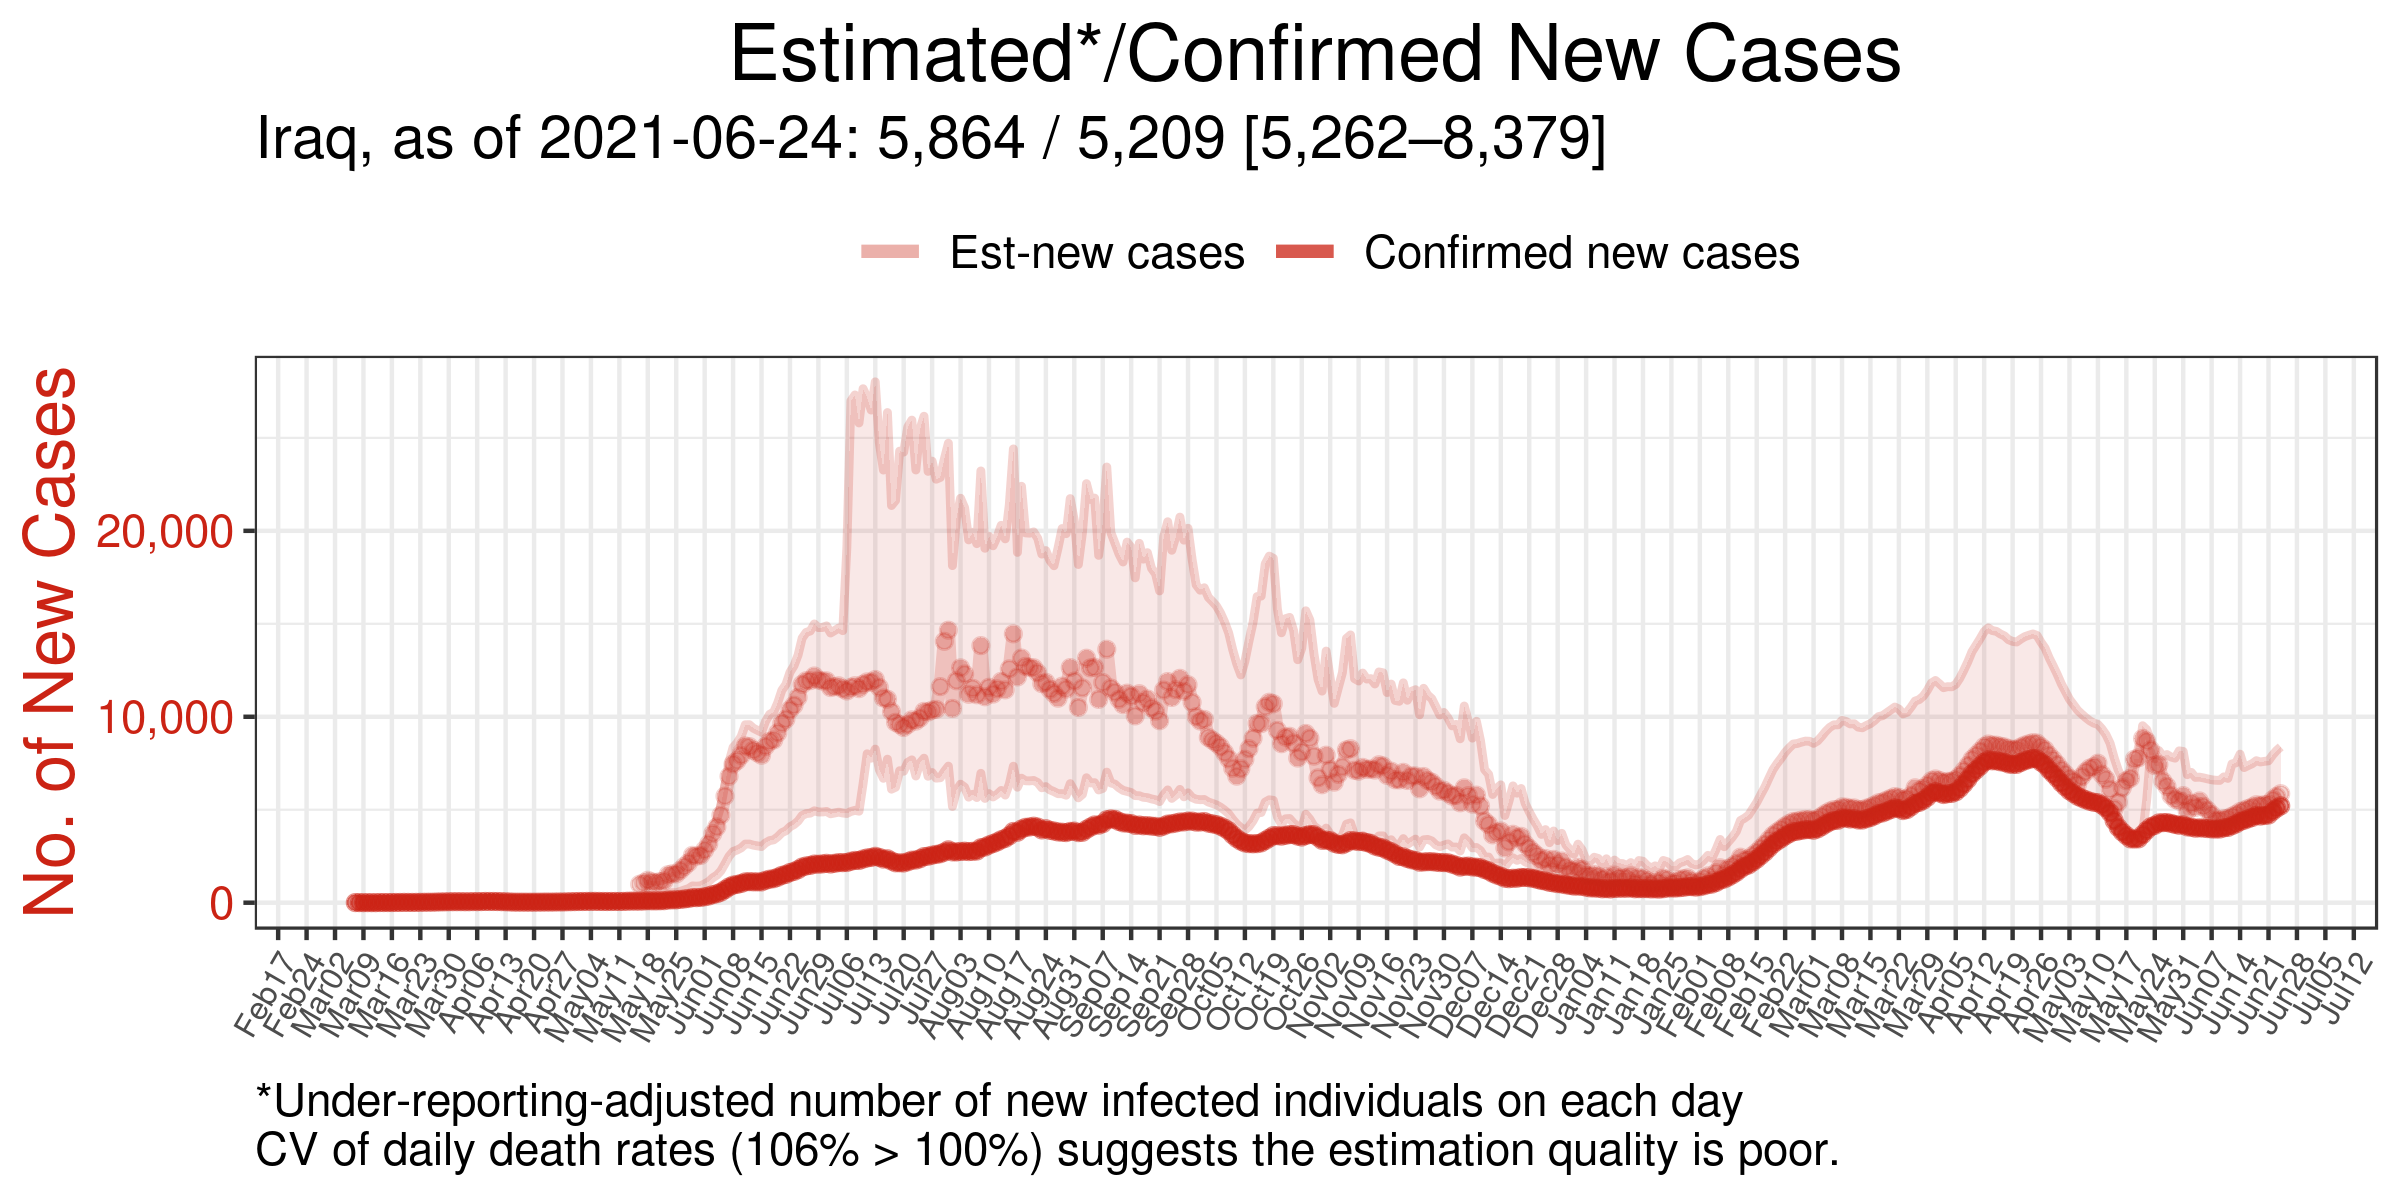 Estimated*/Confirmed New Cases
Iraq, as of 2021-06-24: 5,864 / 5,209 [5,262–8,379]
Est-new cases
Confirmed new cases
No. of New Cases
20,000
10,000
0
Feb17
Feb24
Mar02
Mar09
Mar16
Mar23
Mar30
Apr06
Apr13
Apr20
Apr27
May04
May11
May18
May25
Jun01
Jun08
Jun15
Jun22
Jun29
Jul06
Jul13
Jul20
Jul27
Aug03
Aug10
Aug17
Aug24
Aug31
Sep07
Sep14
Sep21
Sep28
Oct05
Oct12
Oct19
Oct26
Nov02
Nov09
Nov16
Nov23
Nov30
Dec07
Dec14
Dec21
Dec28
Jan04
Jan11
Jan18
Jan25
Feb01
Feb08
Feb15
Feb22
Mar01
Mar08
Mar15
Mar22
Mar29
Apr05
Apr12
Apr19
Apr26
May03
May10
May17
May24
May31
Jun07
Jun14
Jun21
Jun28
Jul05
Jul12
*Under-reporting-adjusted number of new infected individuals on each day
CV of daily death rates (106% > 100%) suggests the estimation quality is poor.